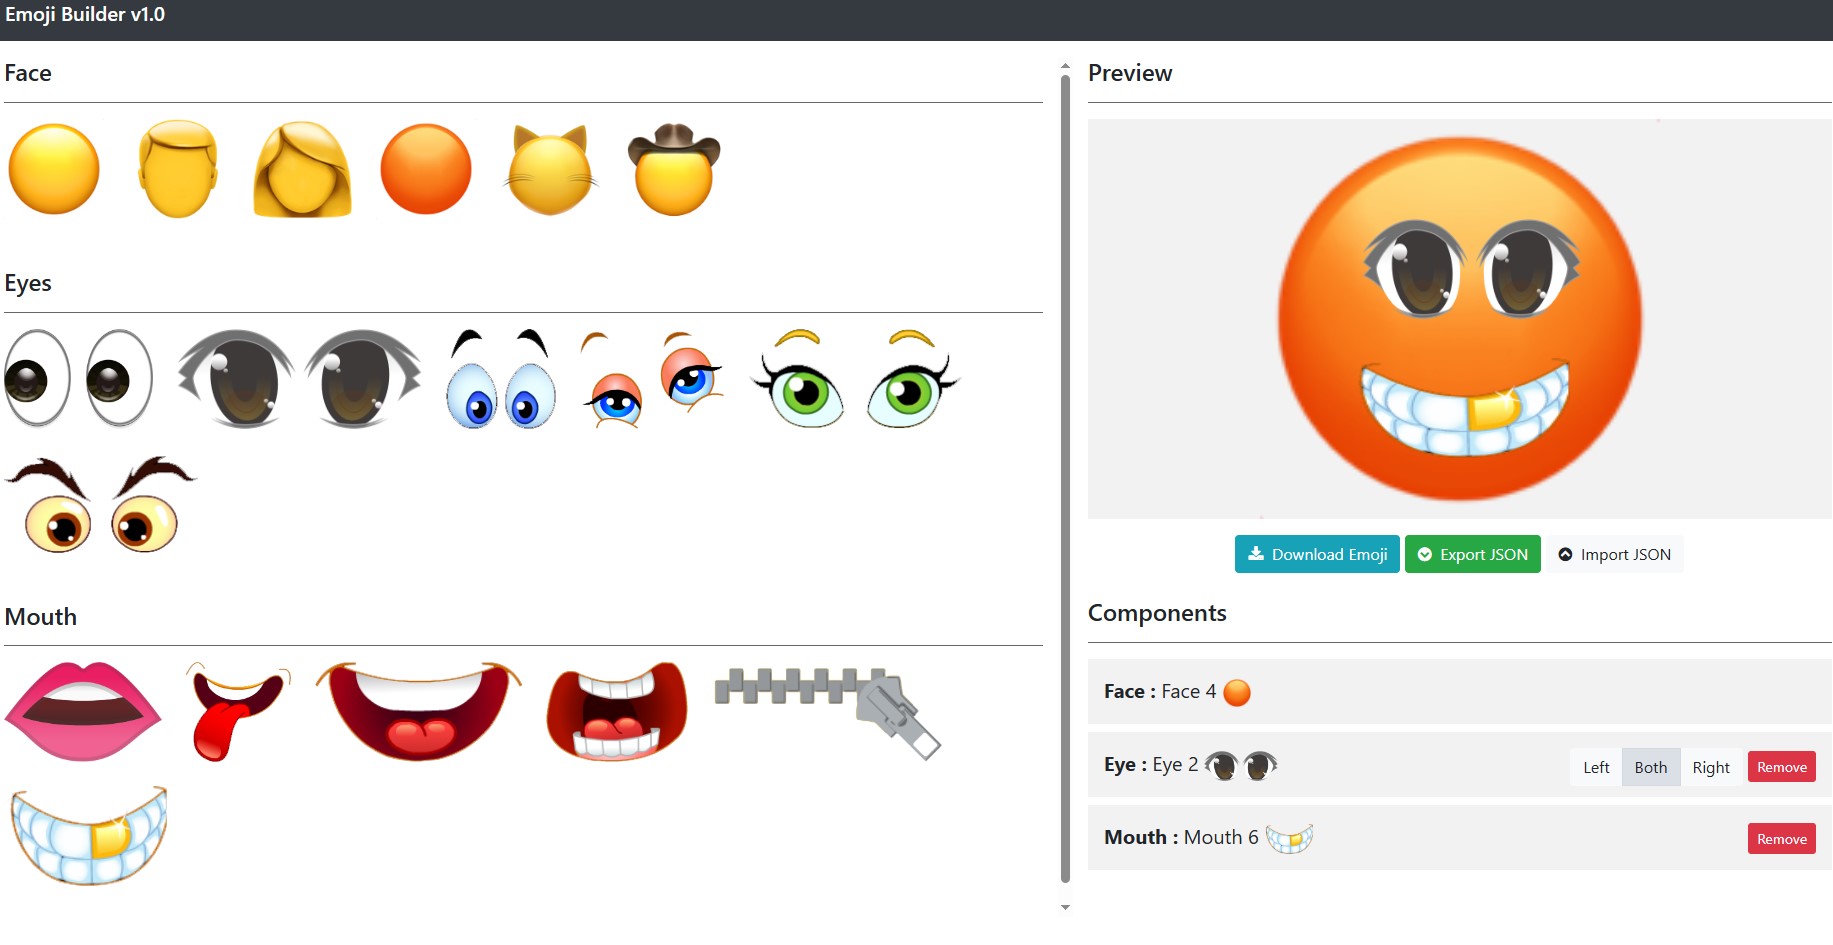 Emoji Builder v1.0
Face
Eyes
Mouth
Preview
Download Emoji
Export JSON
Import JSON
Components
Face : Face 4
Eye : Eye 2
Left
Both
Right
Remove
Mouth : Mouth 6
Remove